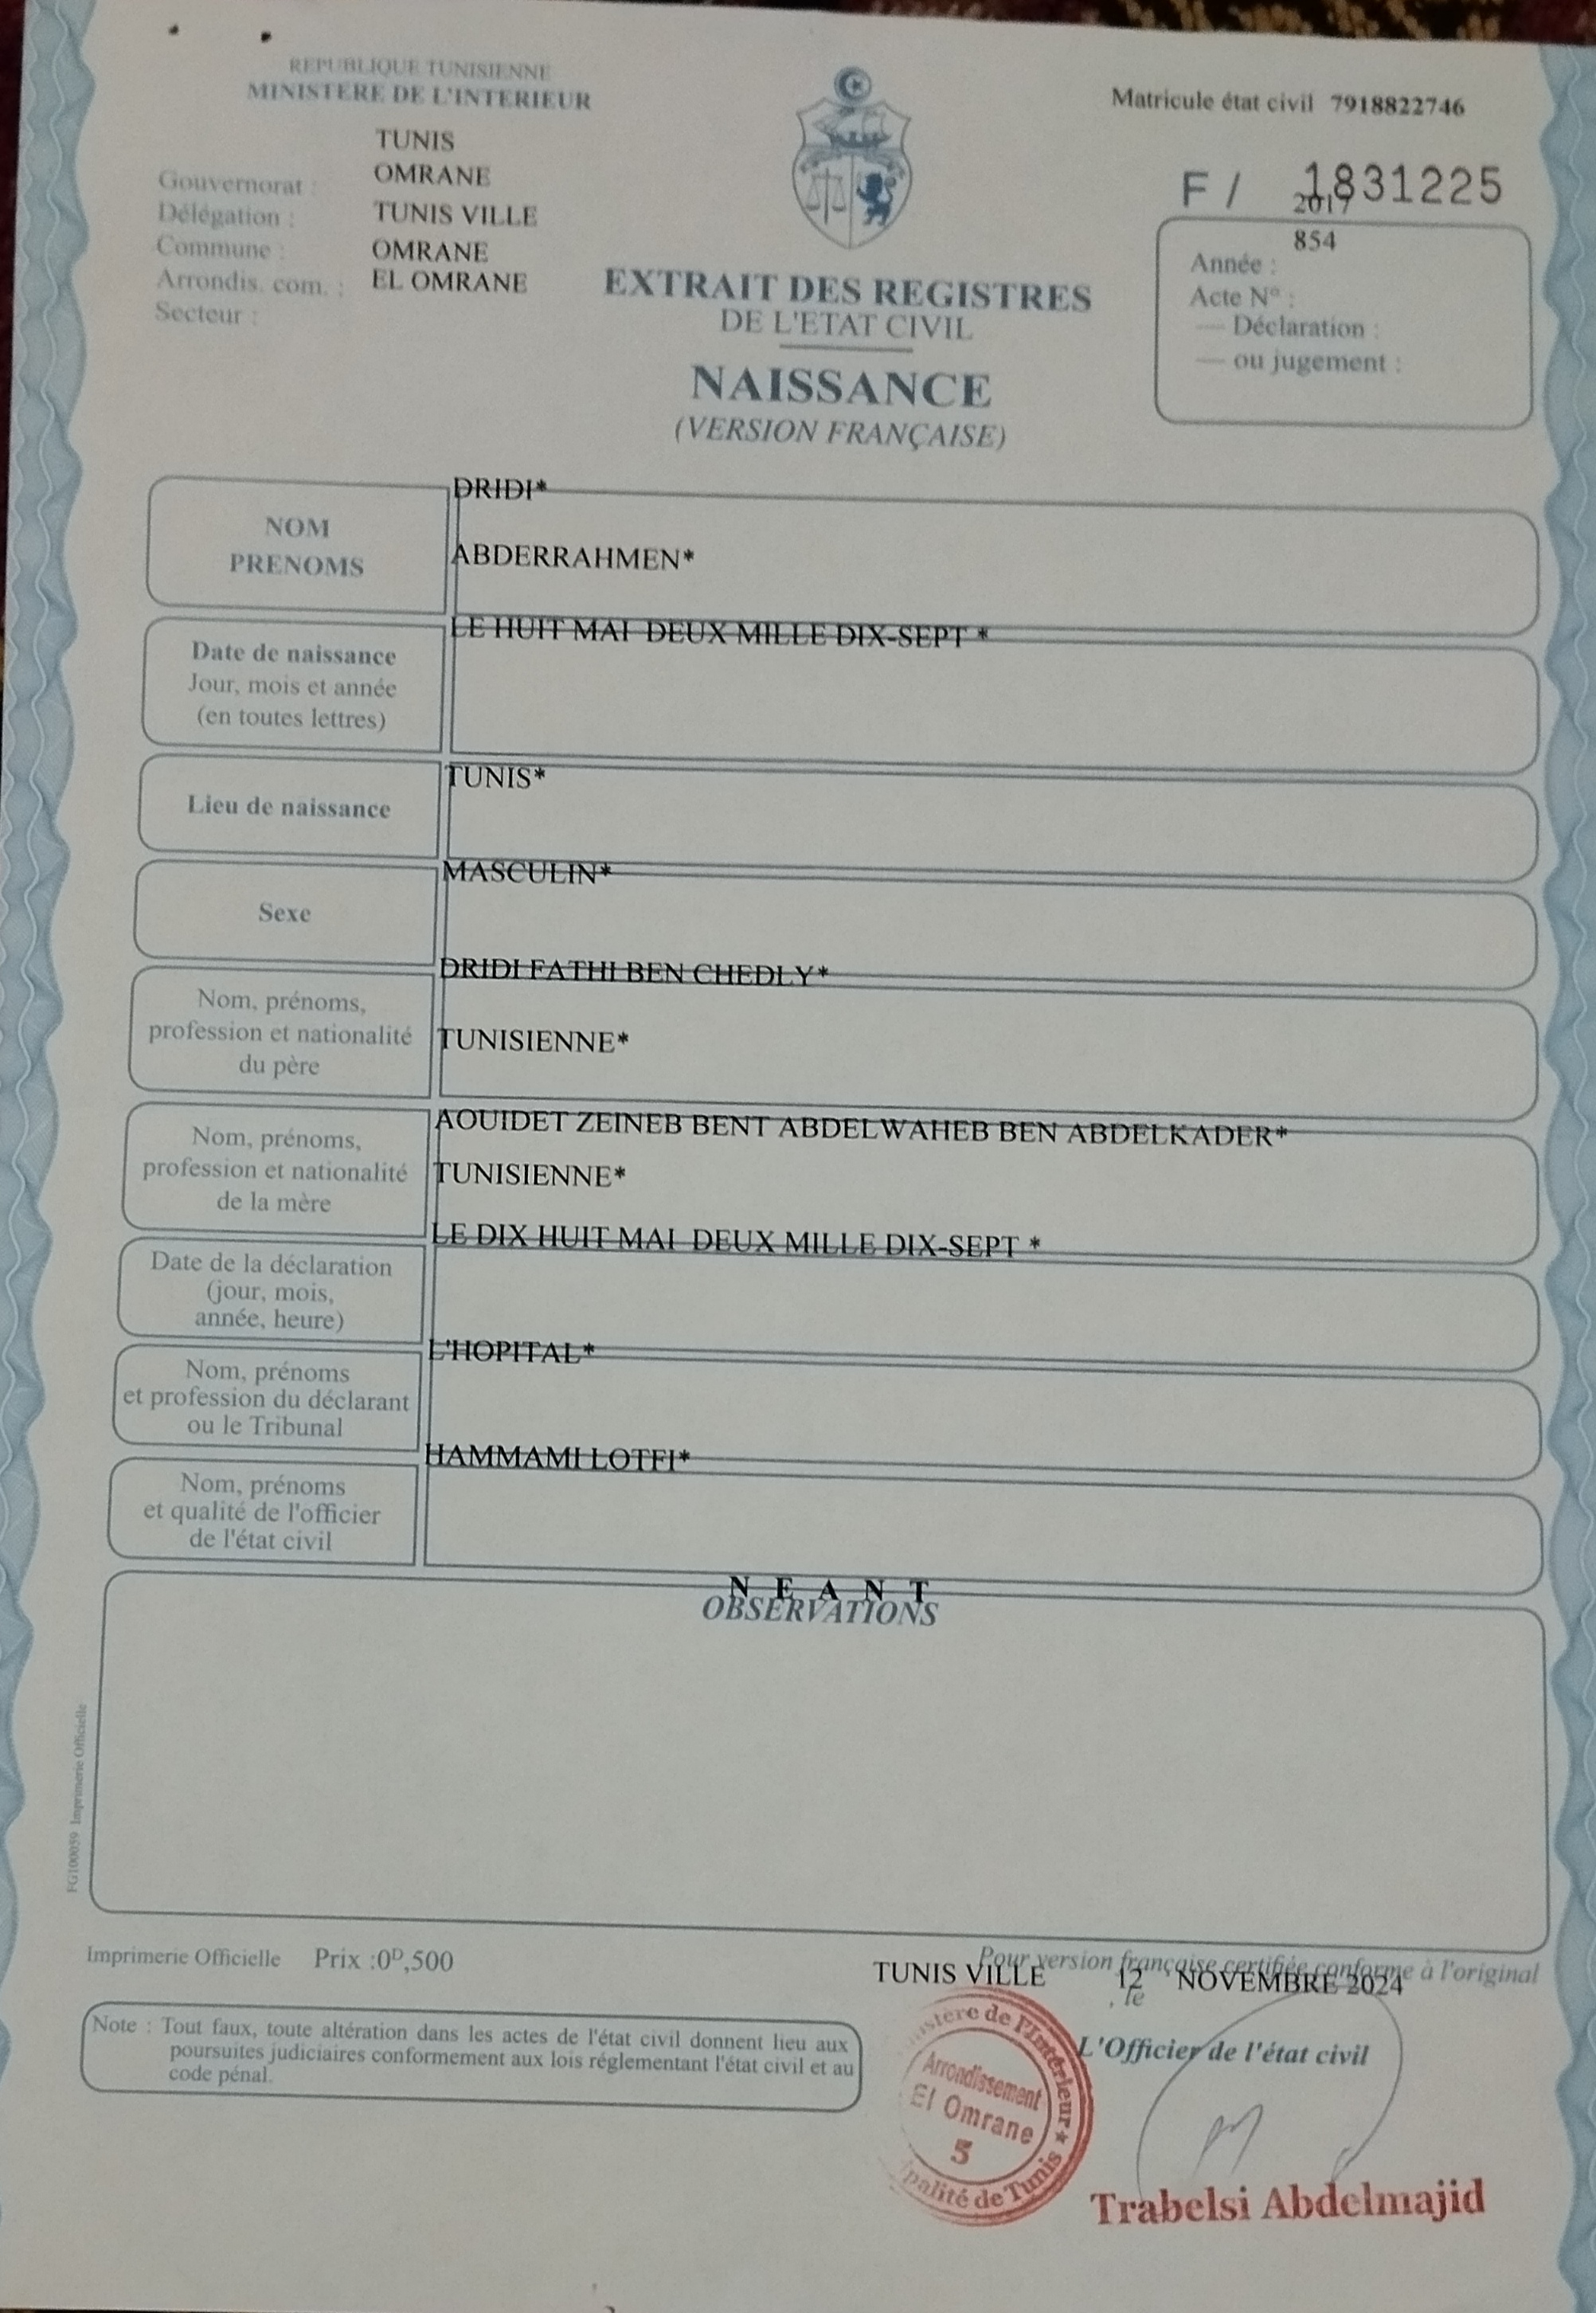 REPUBLIQUE TUNISIENNE
MINISTERE DE L'INTERIEUR
Matricule état civil 7918822746
TUNIS
Gouvernorat : OMRANE
Délégation : TUNIS VILLE
Commune : OMRANE
Arrondis. com. : EL OMRANE
Secteur :
F / 1831225
2017
854
Année :
Acte N° :
— Déclaration :
— ou jugement :
EXTRAIT DES REGISTRES
DE L'ETAT CIVIL
NAISSANCE
(VERSION FRANÇAISE)
DRIDI*
NOM
PRENOMS
ABDERRAHMEN*
LE HUIT MAI DEUX MILLE DIX-SEPT *
Date de naissance
Jour, mois et année
(en toutes lettres)
TUNIS*
Lieu de naissance
MASCULIN*
Sexe
DRIDI FATHI BEN CHEDLY*
Nom, prénoms,
profession et nationalité
du père
TUNISIENNE*
AOUIDET ZEINEB BENT ABDELWAHEB BEN ABDELKADER*
Nom, prénoms,
profession et nationalité
de la mère
TUNISIENNE*
LE DIX HUIT MAI DEUX MILLE DIX-SEPT *
Date de la déclaration
(jour, mois,
année, heure)
L'HOPITAL*
Nom, prénoms
et profession du déclarant
ou le Tribunal
HAMMAMI LOTFI*
Nom, prénoms
et qualité de l'officier
de l'état civil
N E A N T
OBSERVATIONS
FG100059 Imprimerie Officielle
Imprimerie Officielle Prix :0ᴰ,500
Pour version française certifiée conforme à l'original
TUNIS VILLE 12 NOVEMBRE 2024
, le
Note : Tout faux, toute altération dans les actes de l'état civil donnent lieu aux
poursuites judiciaires conformement aux lois réglementant l'état civil et au
code pénal.
L'Officier de l'état civil
stère de l'Intérieur *
Arrondissement
El Omrane
5
palité de Tunis
Trabelsi Abdelmajid